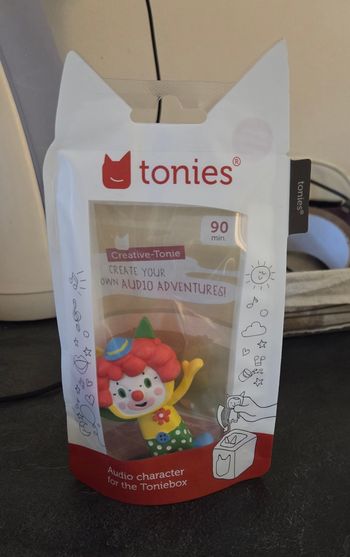 tonies®
tonies®
90
min
Creative-Tonie
CREATE YOUR
OWN AUDIO ADVENTURES!
Audio character
for the Toniebox